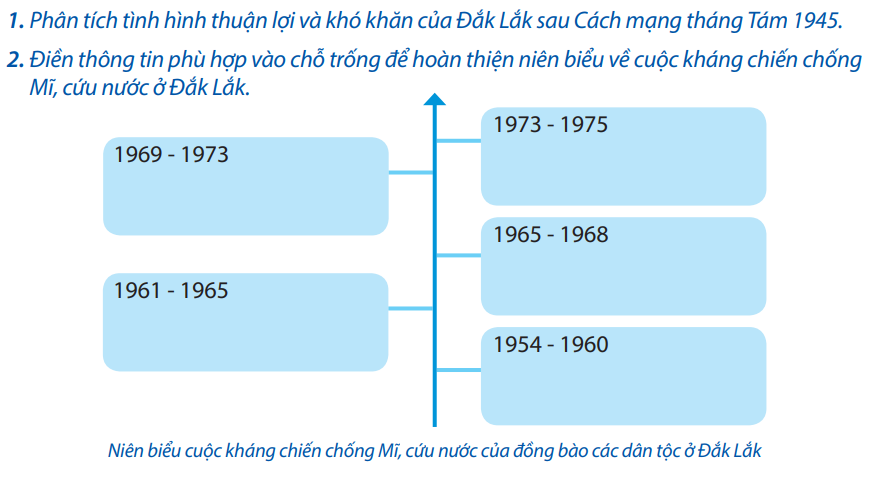 1. Phân tích tình hình thuận lợi và khó khăn của Đắk Lắk sau Cách mạng tháng Tám 1945.
2. Điền thông tin phù hợp vào chỗ trống để hoàn thiện niên biểu về cuộc kháng chiến chống
Mĩ, cứu nước ở Đắk Lắk.
1973 - 1975
1969 - 1973
1965 - 1968
1961 - 1965
1954 - 1960
Niên biểu cuộc kháng chiến chống Mĩ, cứu nước của đồng bào các dân tộc ở Đắk Lắk